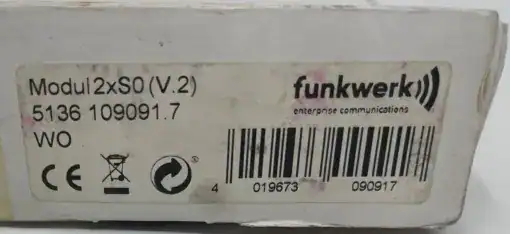 Modul 2xS0 (V.2)
5136 109091.7
WO
funkwerk
enterprise communications
CE
4 019673 090917